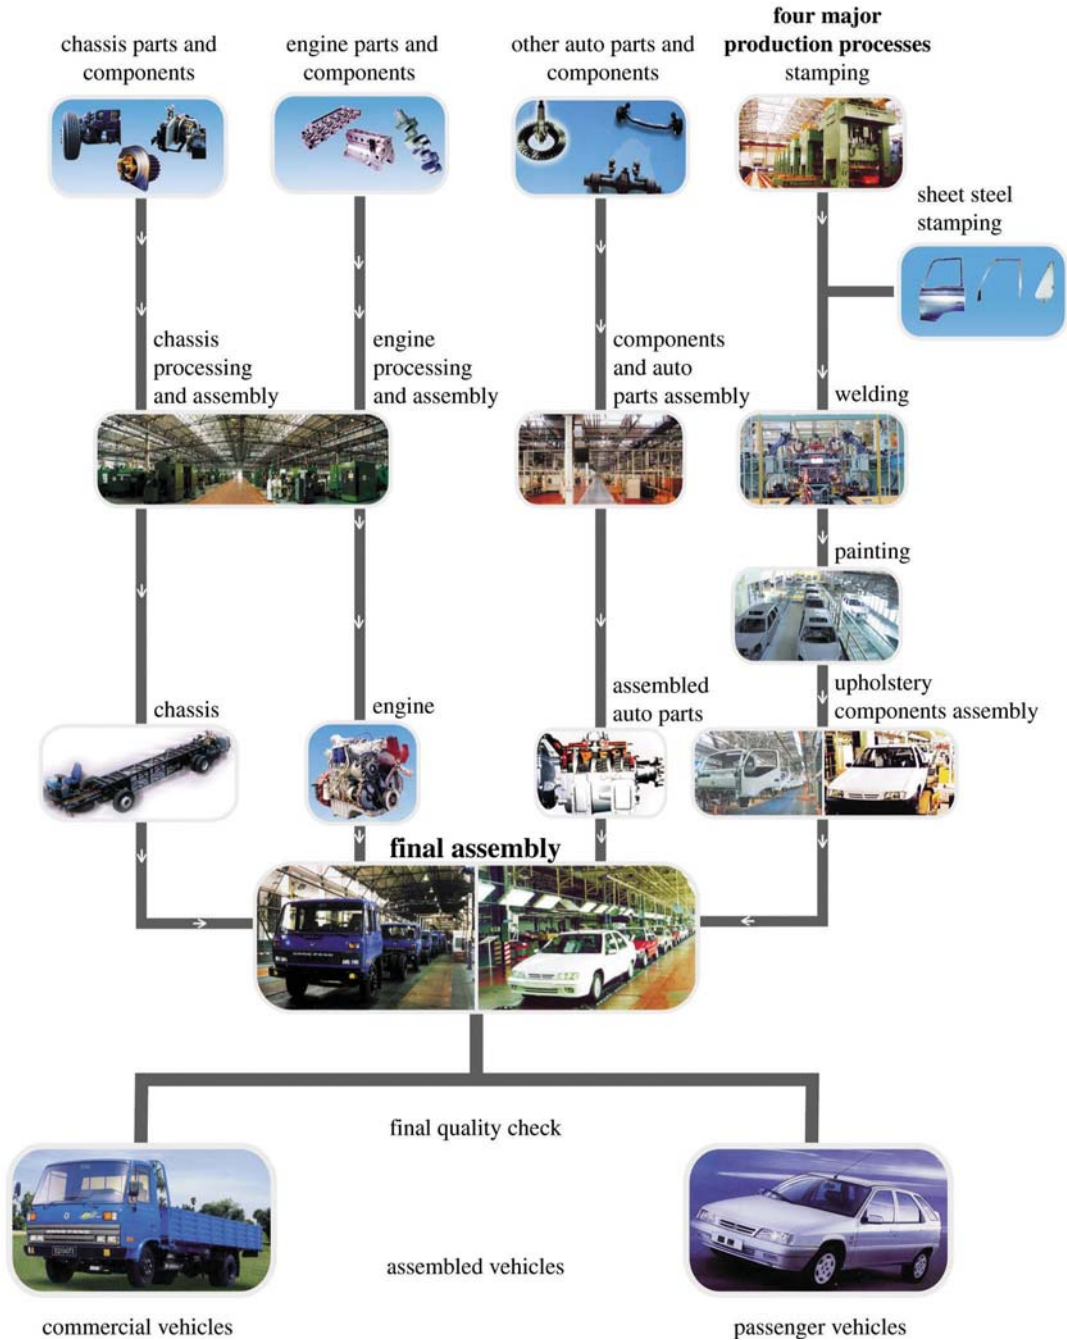 chassis parts and
components
engine parts and
components
other auto parts and
components
four major
production processes
stamping
sheet steel
stamping
chassis
processing
and assembly
engine
processing
and assembly
components
and auto
parts assembly
welding
painting
chassis
engine
assembled
auto parts
upholstery
components assembly
final assembly
final quality check
assembled vehicles
commercial vehicles
passenger vehicles